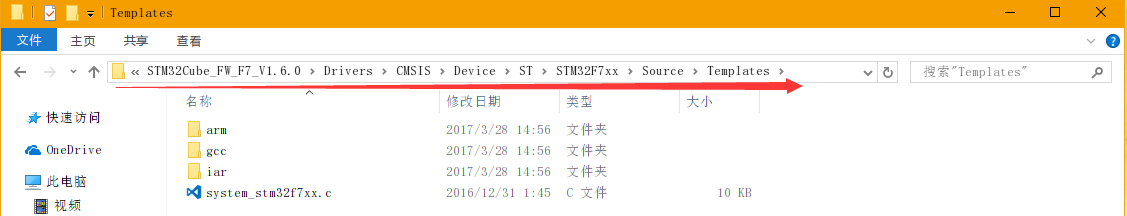 Templates
文件 主页 共享 查看
« STM32Cube_FW_F7_V1.6.0 › Drivers › CMSIS › Device › ST › STM32F7xx › Source › Templates › 搜索"Templates"
名称 修改日期 类型 大小
快速访问
OneDrive
此电脑
视频
arm 2017/3/28 14:56 文件夹
gcc 2017/3/28 14:56 文件夹
iar 2017/3/28 14:56 文件夹
system_stm32f7xx.c 2016/12/31 1:45 C 文件 10 KB